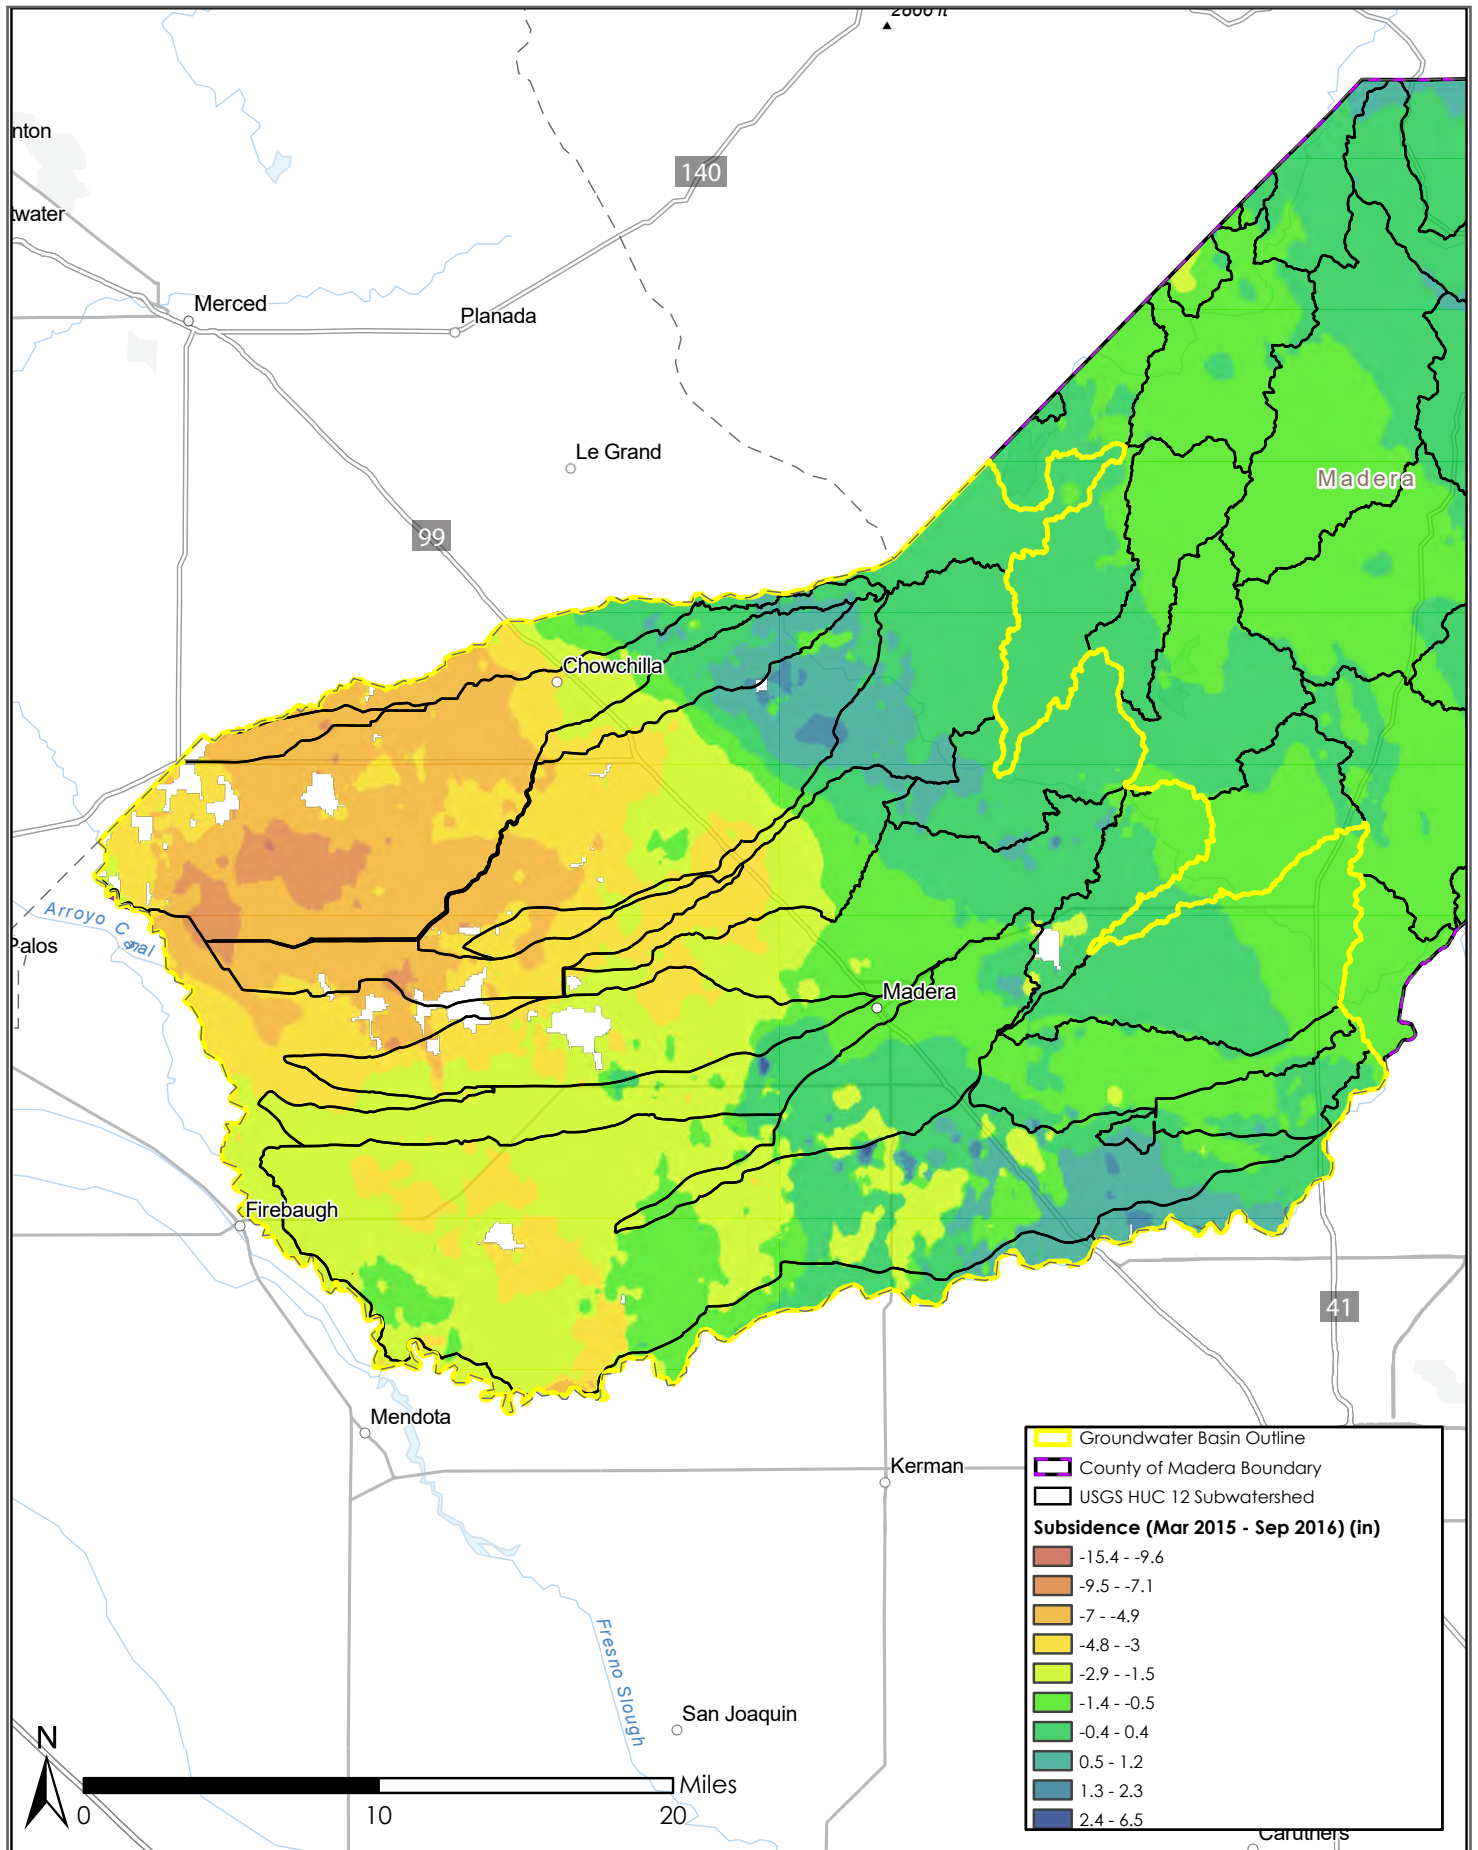 2866 ft
nton
140
twater
Merced
Planada
Le Grand
Madera
99
Chowchilla
Arroyo
Canal
Palos
Madera
Firebaugh
41
Mendota
Kerman
Groundwater Basin Outline
County of Madera Boundary
USGS HUC 12 Subwatershed
Subsidence (Mar 2015 - Sep 2016) (in)
-15.4 - -9.6
-9.5 - -7.1
-7 - -4.9
-4.8 - -3
-2.9 - -1.5
-1.4 - -0.5
-0.4 - 0.4
0.5 - 1.2
1.3 - 2.3
2.4 - 6.5
Fresno Slough
San Joaquin
N
Miles
0 10 20
Caruthers